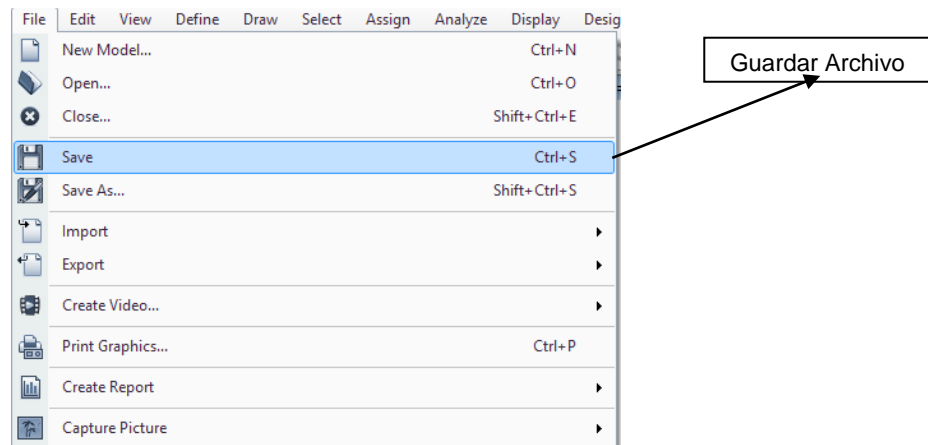 File Edit View Define Draw Select Assign Analyze Display Desig
New Model... Ctrl+N
Open... Ctrl+O
Close... Shift+Ctrl+E
Save Ctrl+S
Save As... Shift+Ctrl+S
Import
Export
Create Video...
Print Graphics... Ctrl+P
Create Report
Capture Picture
Guardar Archivo